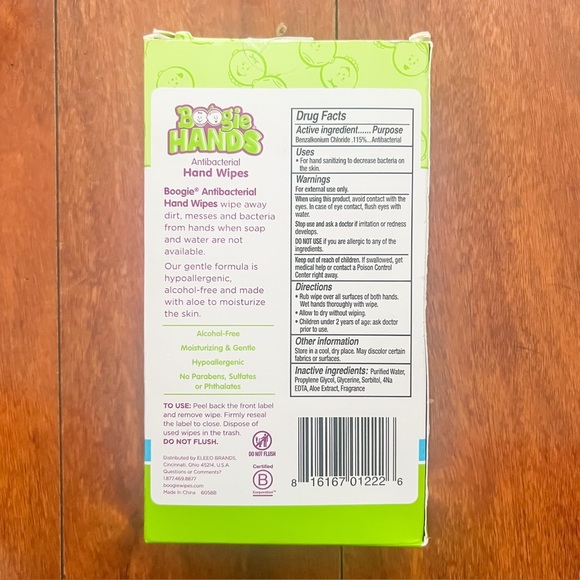 Boogie
HANDS
Antibacterial
Hand Wipes
Boogie® Antibacterial
Hand Wipes wipe away
dirt, messes and bacteria
from hands when soap
and water are not
available.
Our gentle formula is
hypoallergenic,
alcohol-free and made
with aloe to moisturize
the skin.
Alcohol-Free
Moisturizing & Gentle
Hypoallergenic
No Parabens, Sulfates
or Phthalates
TO USE: Peel back the front label
and remove wipe. Firmly reseal
the label to close. Dispose of
used wipes in the trash.
DO NOT FLUSH.
DO NOT FLUSH
Distributed by ELEEO BRANDS,
Cincinnati, Ohio 45214, U.S.A.
Questions or Comments?
1.877.469.8877
boogiewipes.com
Made in China 60588
Certified
B
Corporation™
Drug Facts
Active ingredient......Purpose
Benzalkonium Chloride .115%...Antibacterial
Uses
• For hand sanitizing to decrease bacteria on
the skin.
Warnings
For external use only.
When using this product, avoid contact with the
eyes. In case of eye contact, flush eyes with
water.
Stop use and ask a doctor if irritation or redness
develops.
DO NOT USE if you are allergic to any of the
ingredients.
Keep out of reach of children. If swallowed, get
medical help or contact a Poison Control
Center right away.
Directions
• Rub wipe over all surfaces of both hands.
Wet hands thoroughly with wipe.
• Allow to dry without wiping.
• Children under 2 years of age: ask doctor
prior to use.
Other information
Store in a cool, dry place. May discolor certain
fabrics or surfaces.
Inactive ingredients: Purified Water,
Propylene Glycol, Glycerine, Sorbitol, 4Na
EDTA, Aloe Extract, Fragrance
8 16167 01222 6